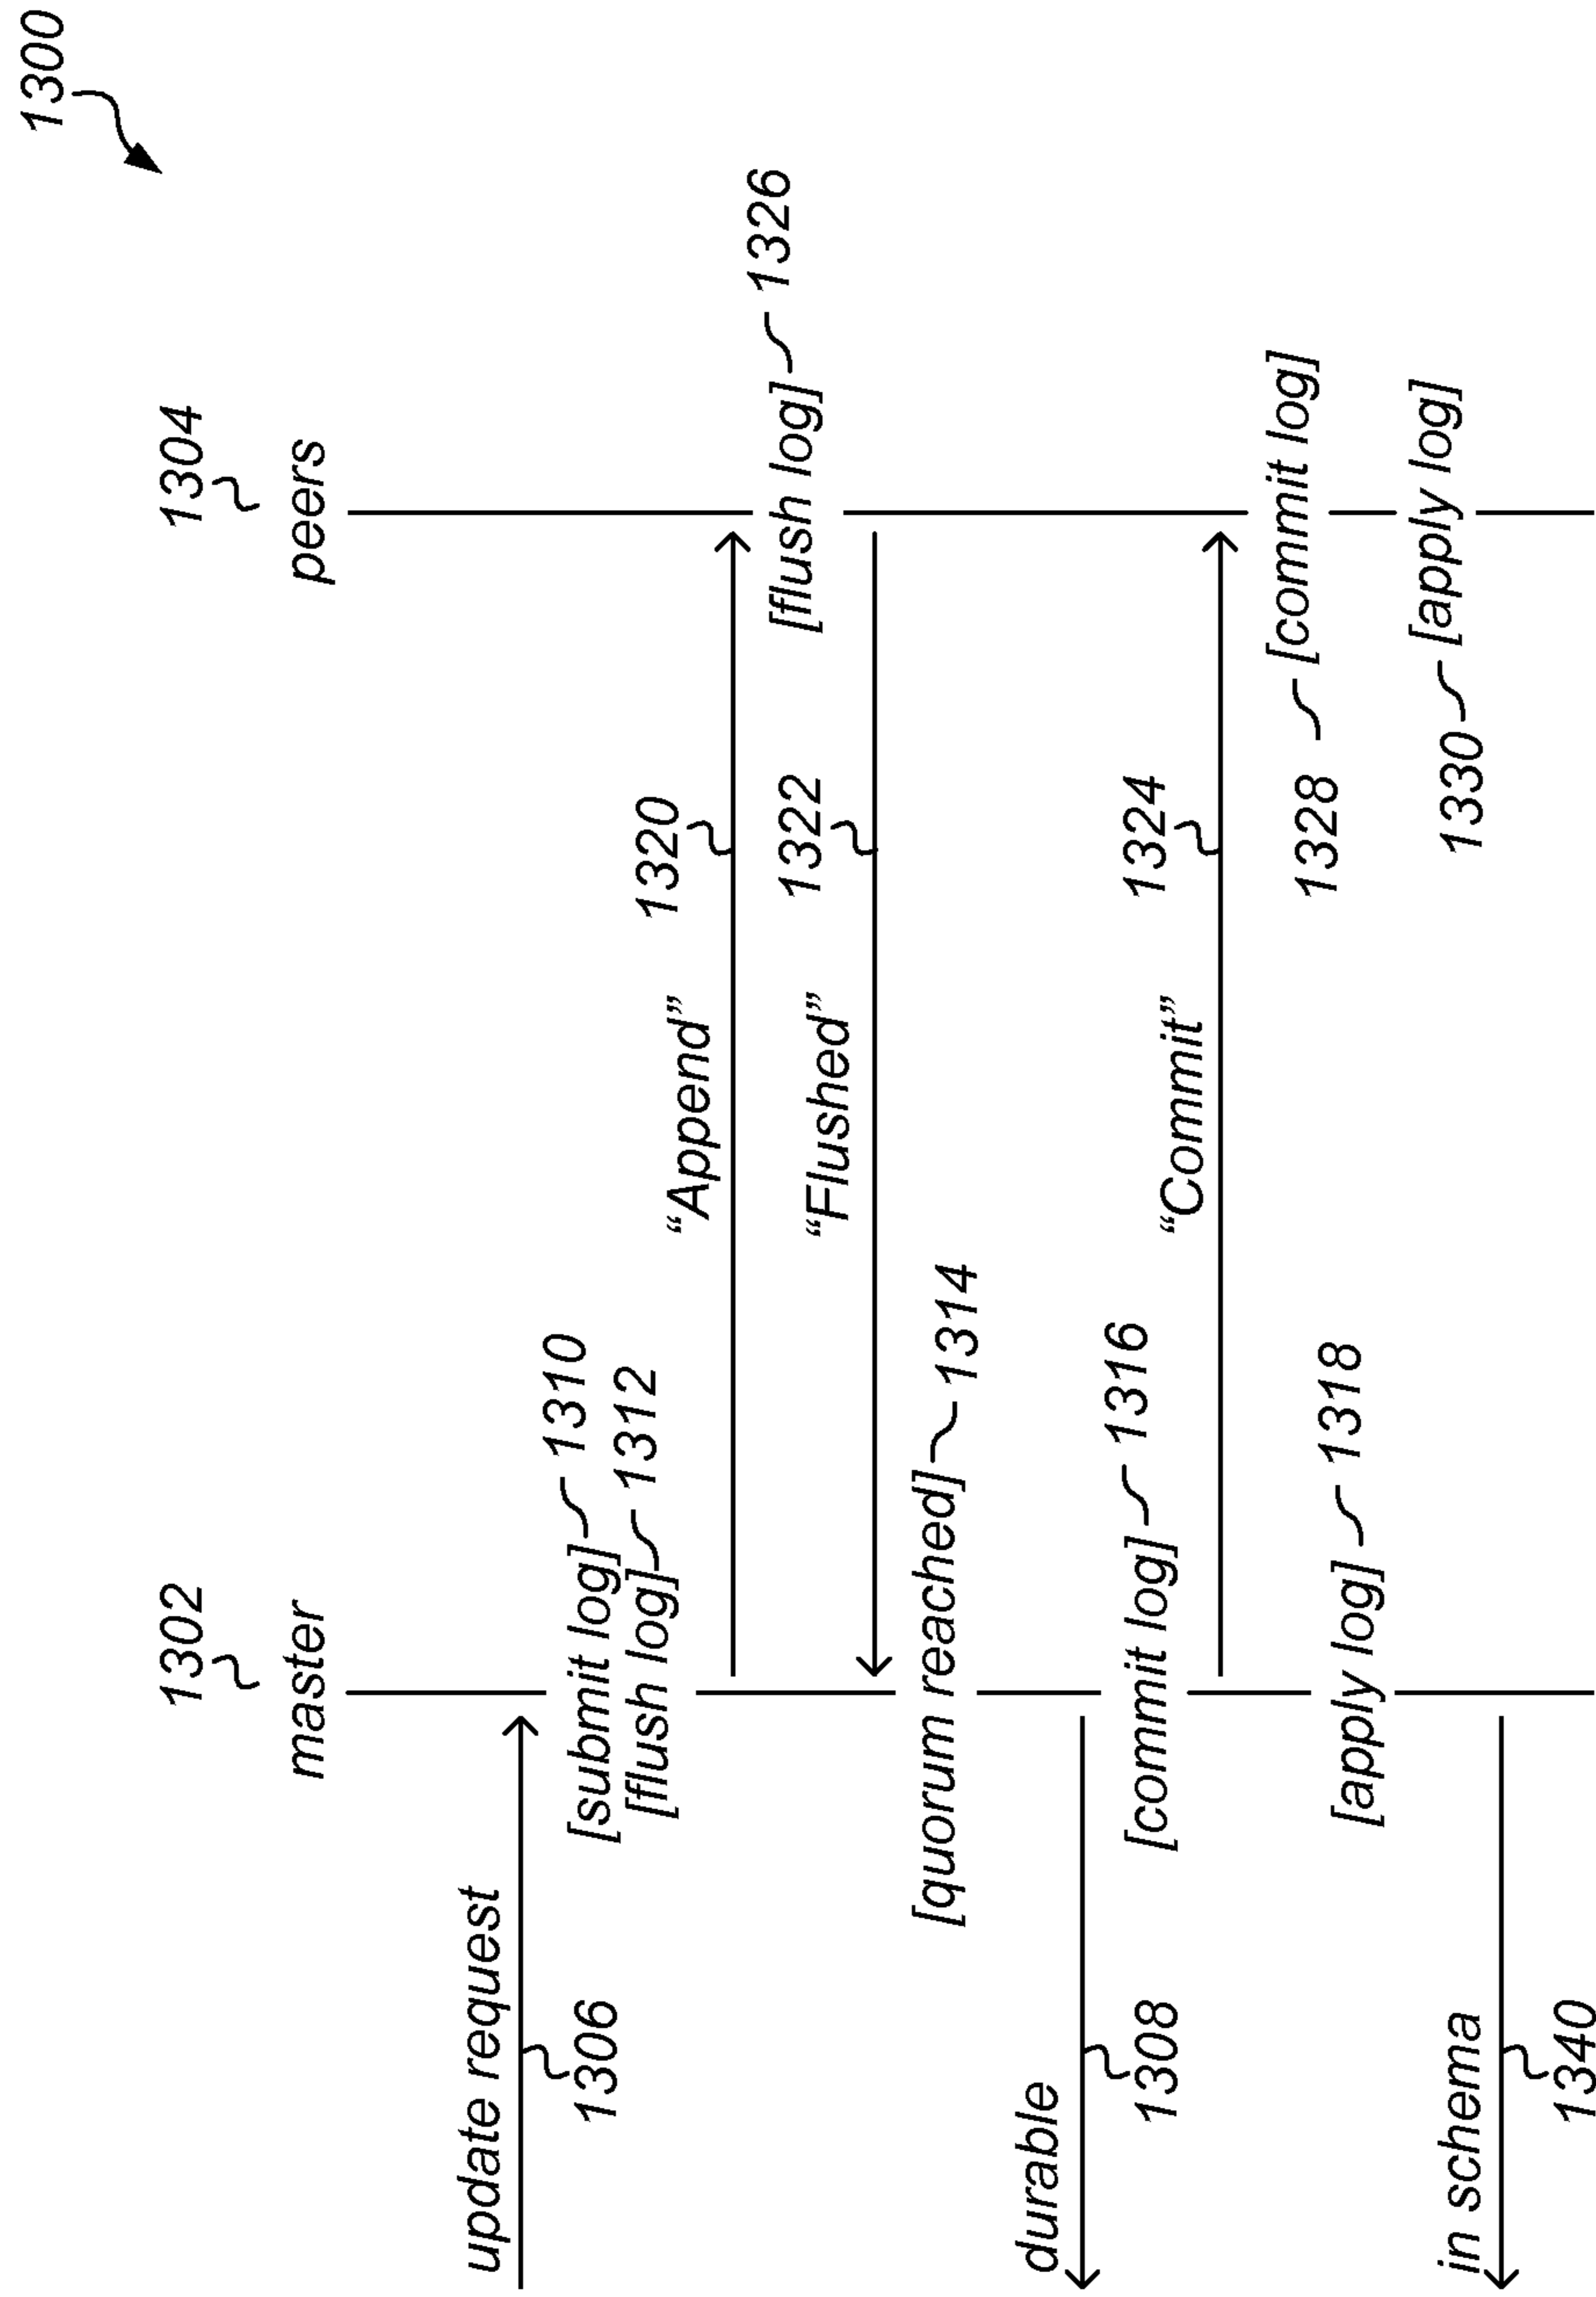 1300
1302
1304
master
peers
update request
1306
[submit log] 1310
[flush log] 1312
"Append" 1320
[flush log] 1326
"Flushed" 1322
[quorum reached] 1314
durable
1308
[commit log] 1316
"Commit" 1324
1328 [commit log]
[apply log] 1318
1330 [apply log]
in schema
1340